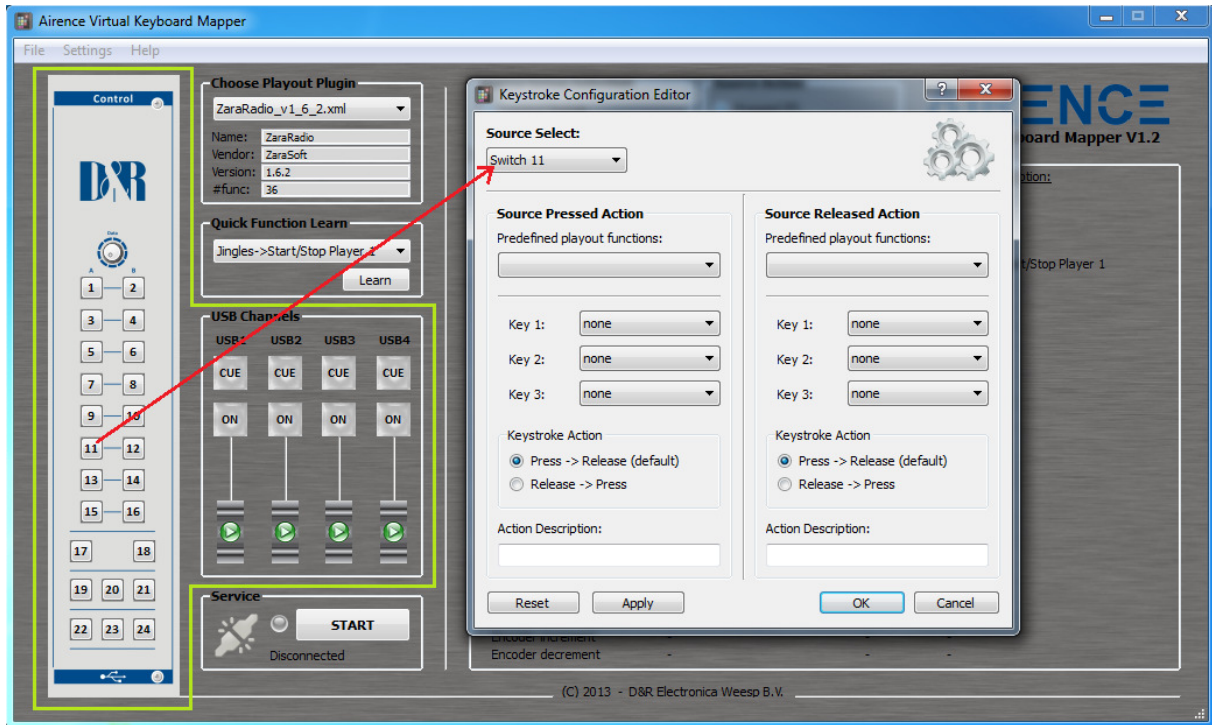 Airence Virtual Keyboard Mapper
File Settings Help
Control
D&R
Data
A B
1 2
3 4
5 6
7 8
9 10
11 12
13 14
15 16
17 18
19 20 21
22 23 24
Choose Playout Plugin
ZaraRadio_v1_6_2.xml
Name: ZaraRadio
Vendor: ZaraSoft
Version: 1.6.2
#func: 36
Quick Function Learn
Jingles->Start/Stop Player 1
Learn
USB Channels
USB1 USB2 USB3 USB4
CUE CUE CUE CUE
ON ON ON ON
Service
START
Disconnected
Keystroke Configuration Editor
Source Select:
Switch 11
Source Pressed Action
Predefined playout functions:
Key 1: none
Key 2: none
Key 3: none
Keystroke Action
Press -> Release (default)
Release -> Press
Action Description:
Source Released Action
Predefined playout functions:
Key 1: none
Key 2: none
Key 3: none
Keystroke Action
Press -> Release (default)
Release -> Press
Action Description:
Reset Apply OK Cancel
ENCE
Mapper V1.2
t/Stop Player 1
Encoder increment - - -
Encoder decrement - - -
(C) 2013 - D&R Electronica Weesp B.V.